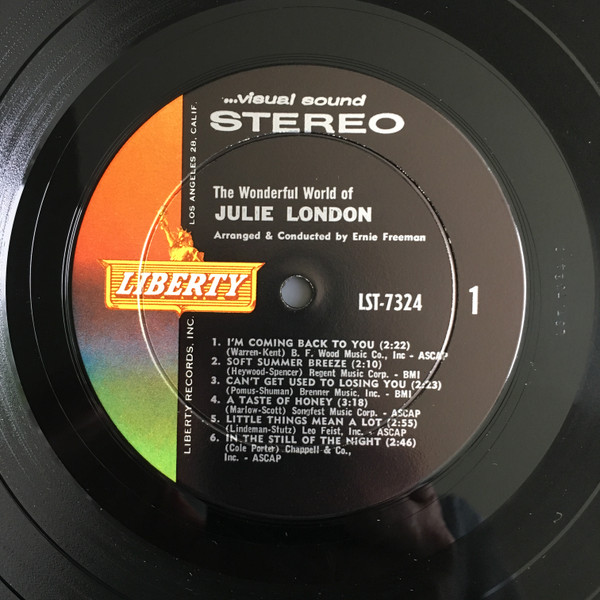 ...visual sound
STEREO
The Wonderful World of
JULIE LONDON
Arranged & Conducted by Ernie Freeman
LIBERTY
LST-7324
1
1. I'M COMING BACK TO YOU (2:22)
(Warren-Kent) B. F. Wood Music Co., Inc - ASCAP
2. SOFT SUMMER BREEZE (2:10)
(Heywood-Spencer) Regent Music Corp. - BMI
3. CAN'T GET USED TO LOSING YOU (2:23)
(Pomus-Shuman) Brenner Music, Inc. - BMI
4. A TASTE OF HONEY (3:18)
(Marlow-Scott) Songfest Music Corp. - ASCAP
5. LITTLE THINGS MEAN A LOT (2:55)
(Lindeman-Stutz) Leo Feist, Inc. - ASCAP
6. IN THE STILL OF THE NIGHT (2:46)
(Cole Porter) Chappell & Co.,
Inc. - ASCAP
LIBERTY RECORDS, INC.
LOS ANGELES 28, CALIF.